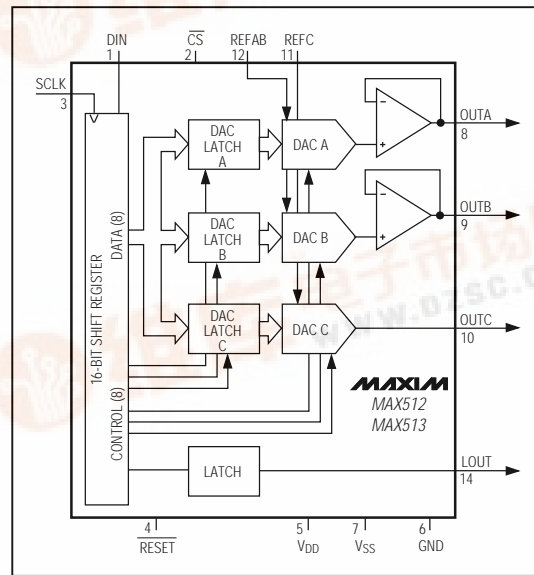 DIN
1
CS
2
REFAB
12
REFC
11
SCLK
3
16-BIT SHIFT REGISTER
DATA (8)
CONTROL (8)
DAC
LATCH
A
DAC A
OUTA
8
DAC
LATCH
B
DAC B
OUTB
9
DAC
LATCH
C
DAC C
OUTC
10
MAXIM
MAX512
MAX513
LATCH
LOUT
14
4
RESET
5
VDD
7
VSS
6
GND
-
+
-
+
WWW.DZSC.C